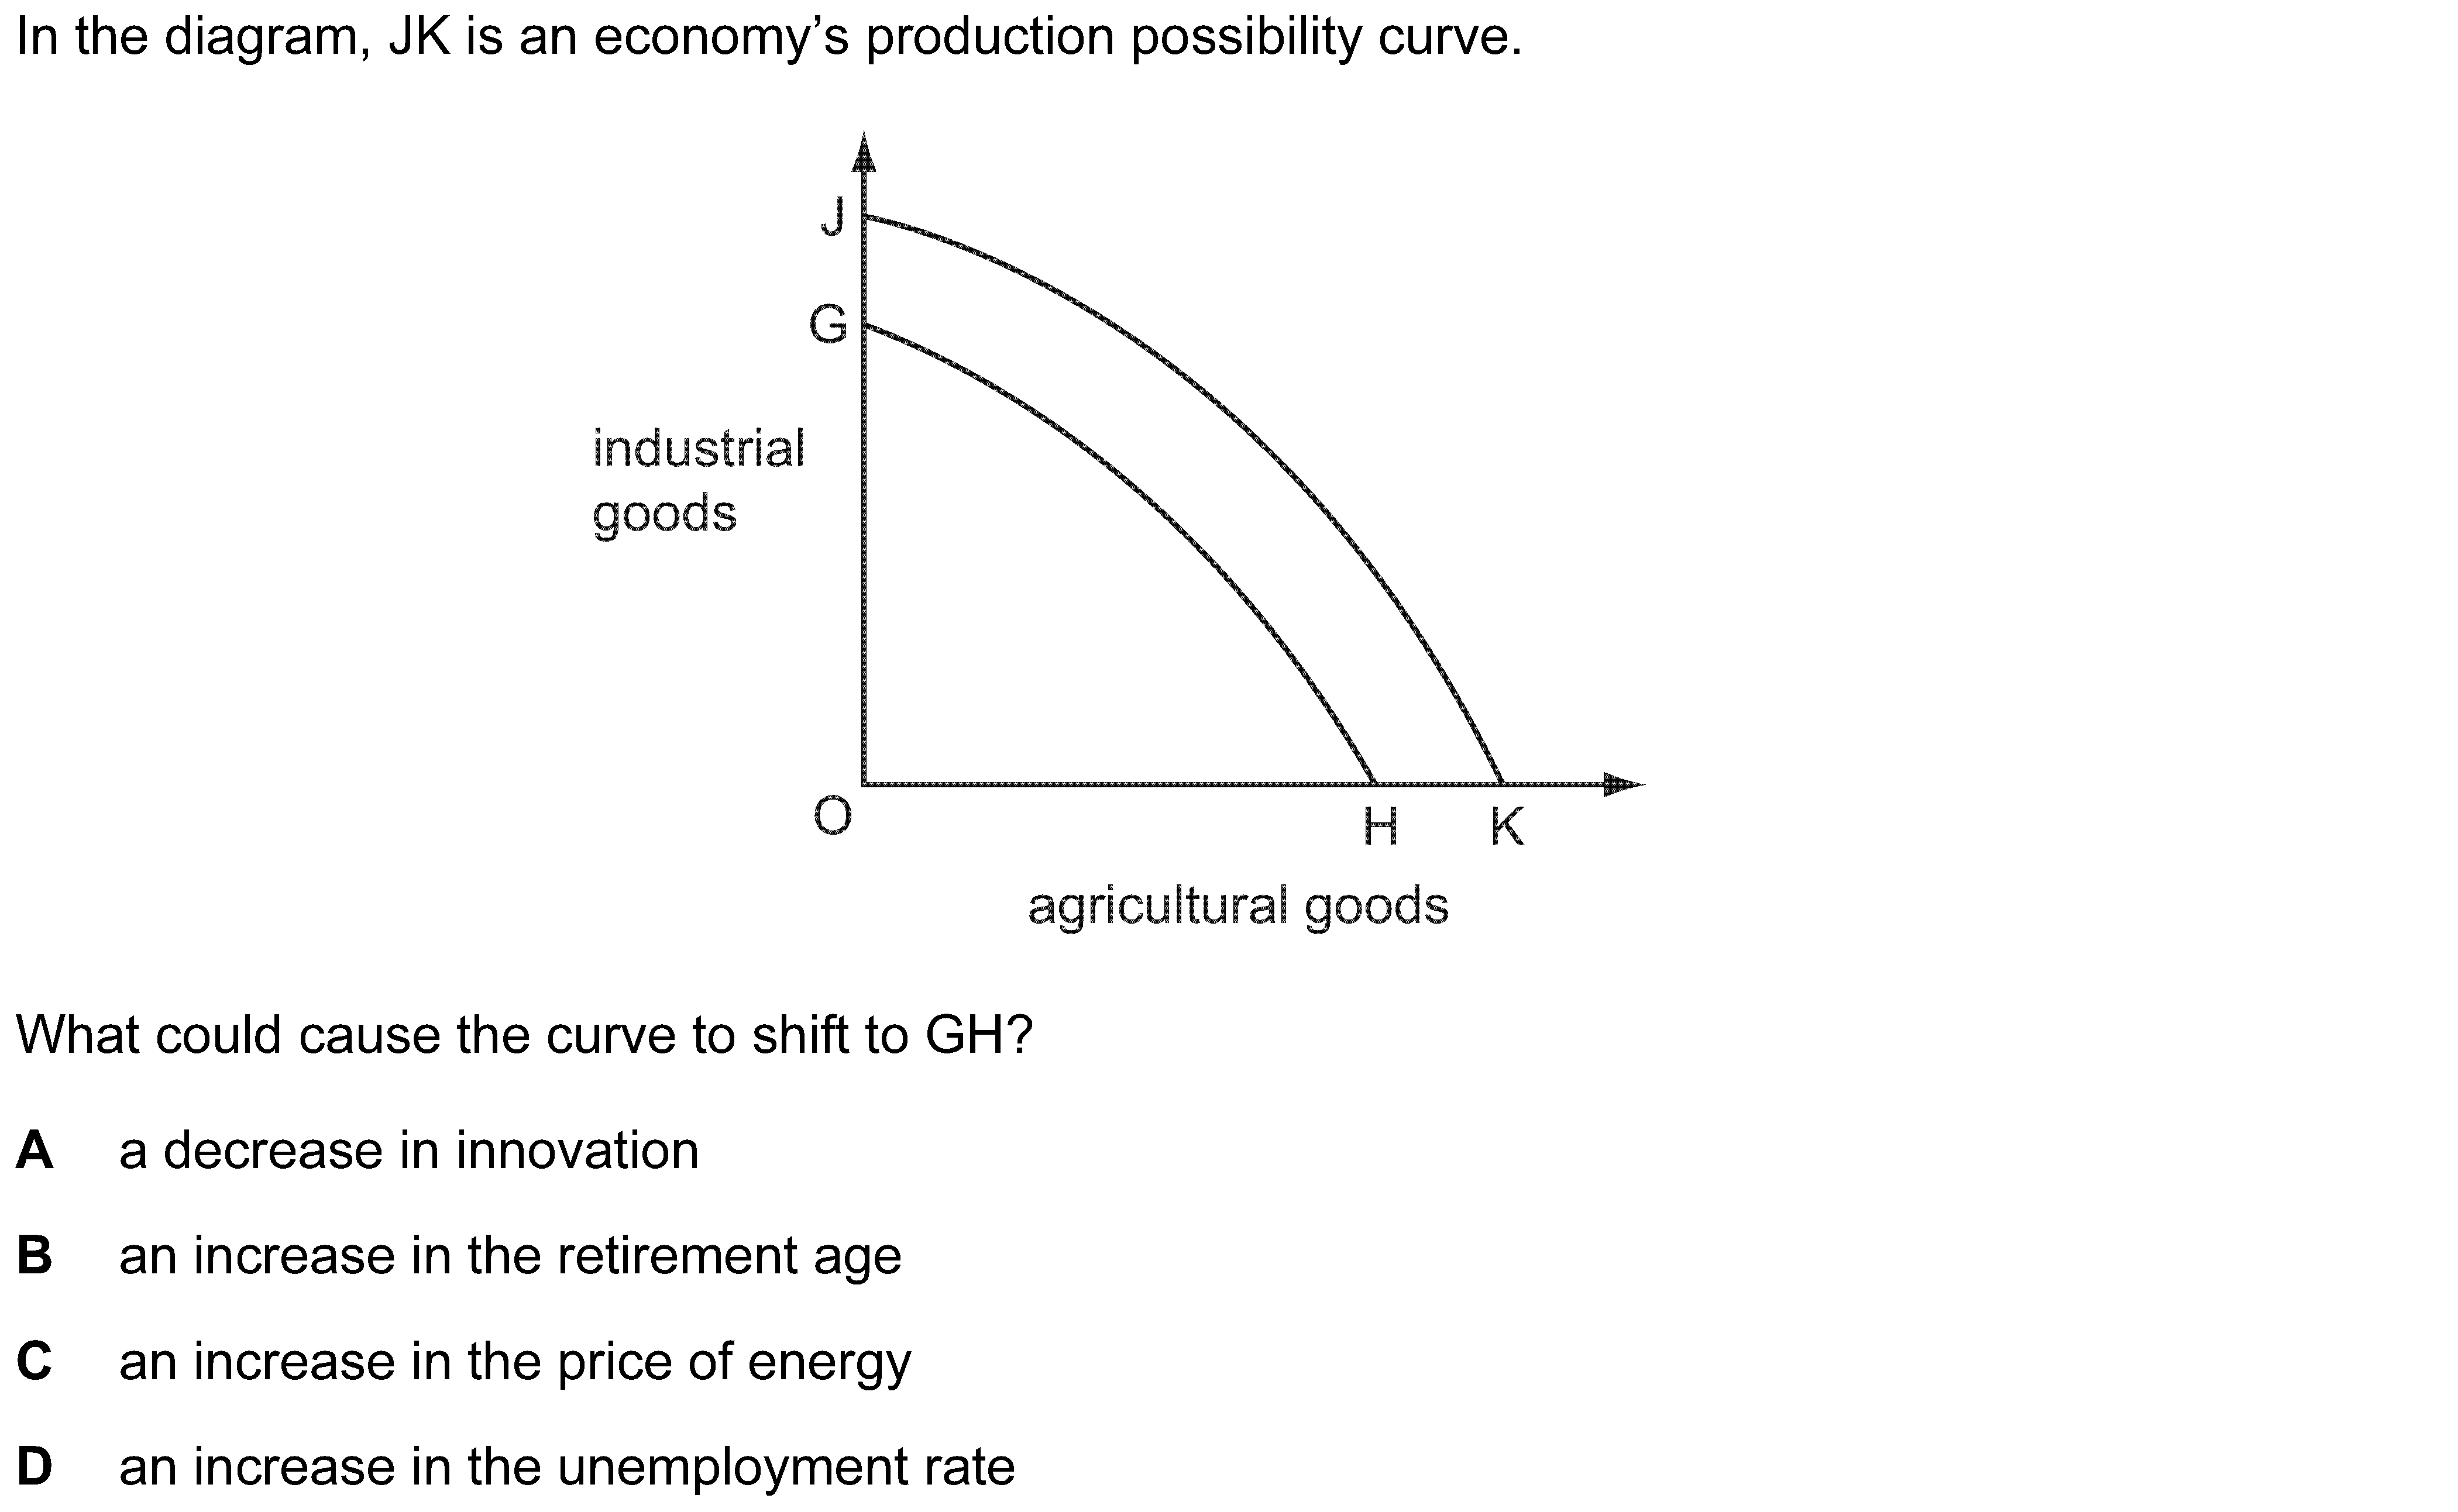 In the diagram, JK is an economy’s production possibility curve.
J
G
industrial
goods
O
H
K
agricultural goods
What could cause the curve to shift to GH?
A a decrease in innovation
B an increase in the retirement age
C an increase in the price of energy
D an increase in the unemployment rate